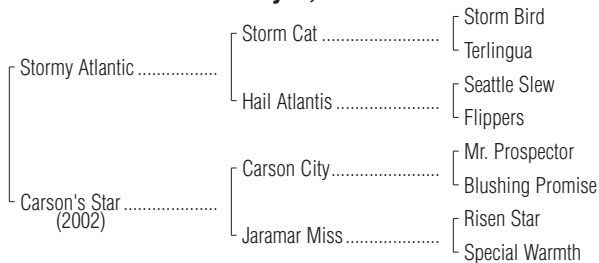 Storm Bird
Storm Cat ........................
Terlingua
Stormy Atlantic ................
Seattle Slew
Hail Atlantis .....................
Flippers
Mr. Prospector
Carson City......................
Blushing Promise
Carson's Star ...................
(2002)
Risen Star
Jaramar Miss ...................
Special Warmth